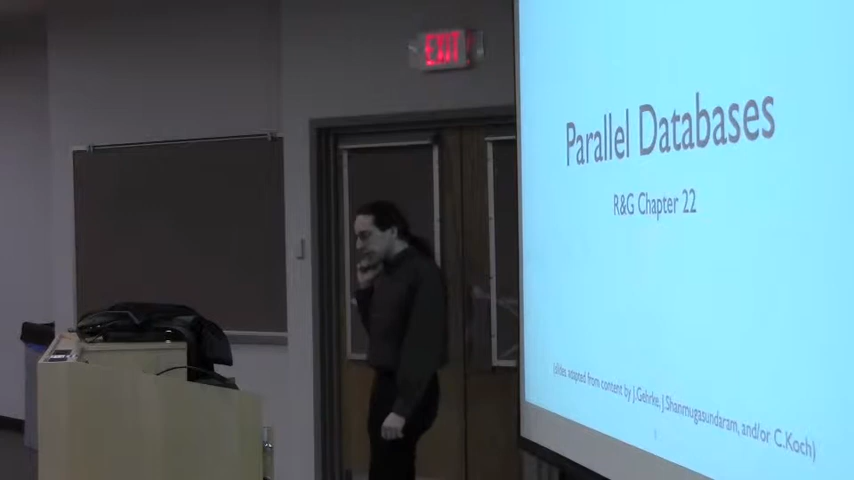 EXIT
Parallel Databases
R&G Chapter 22
(slides adapted from content by J.Gehrke, J.Shanmugasundaram, and/or C.Koch)